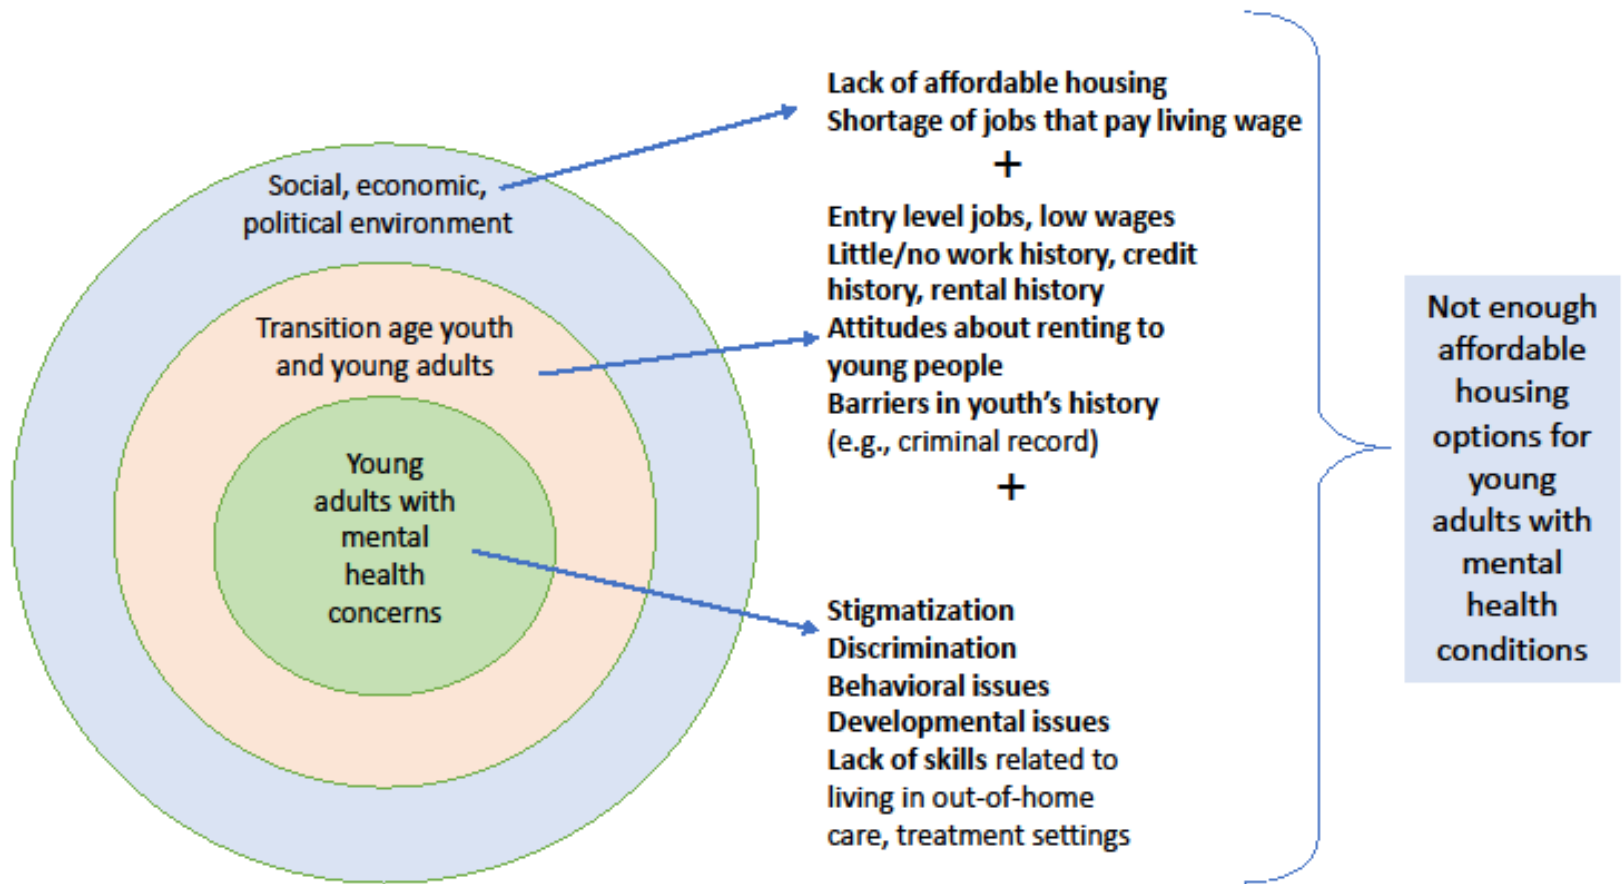 Social, economic,
political environment
Transition age youth
and young adults
Young
adults with
mental
health
concerns
Lack of affordable housing
Shortage of jobs that pay living wage
+
Entry level jobs, low wages
Little/no work history, credit
history, rental history
Attitudes about renting to
young people
Barriers in youth's history
(e.g., criminal record)
+
Stigmatization
Discrimination
Behavioral issues
Developmental issues
Lack of skills related to
living in out-of-home
care, treatment settings
Not enough
affordable
housing
options for
young
adults with
mental
health
conditions